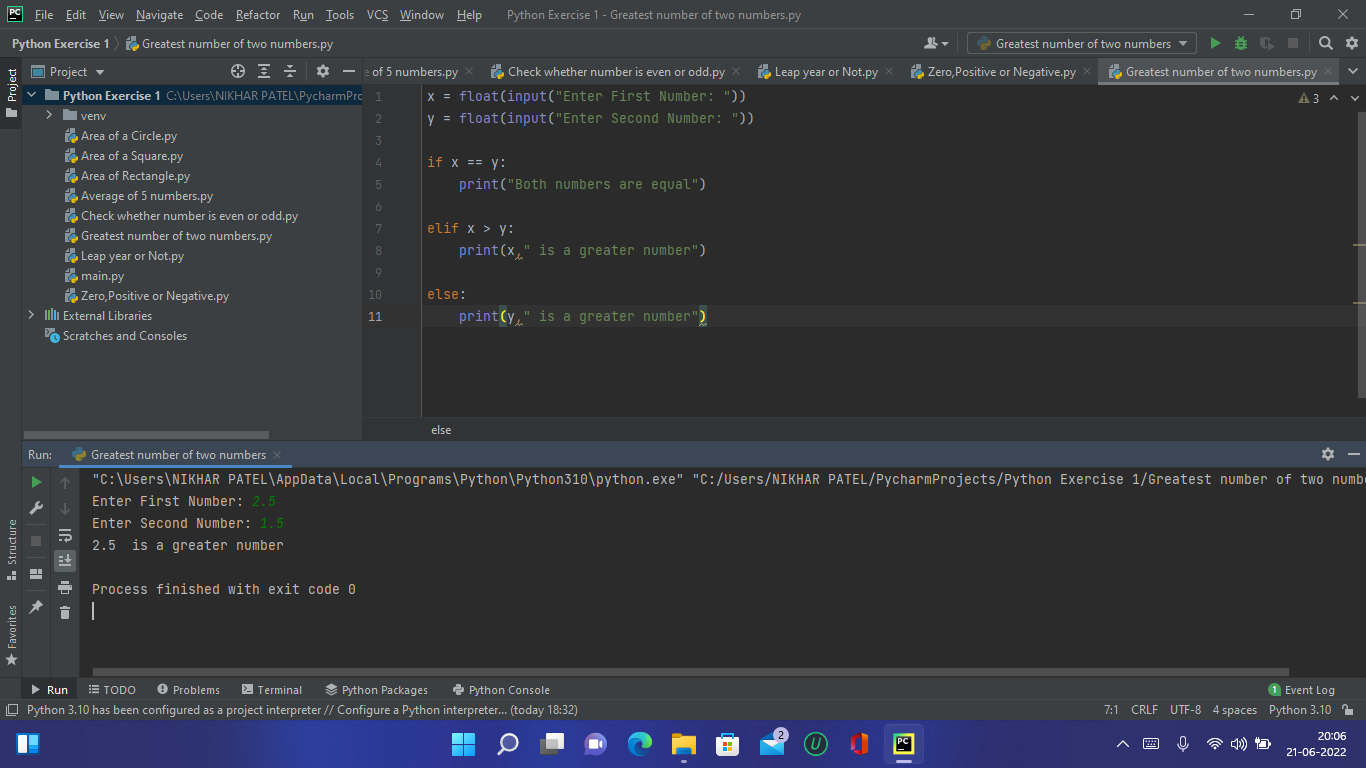 PC File Edit View Navigate Code Refactor Run Tools VCS Window Help Python Exercise 1 - Greatest number of two numbers.py
Python Exercise 1 Greatest number of two numbers.py Greatest number of two numbers
Project
Project
e of 5 numbers.py Check whether number is even or odd.py Leap year or Not.py Zero,Positive or Negative.py Greatest number of two numbers.py
Python Exercise 1 C:\Users\NIKHAR PATEL\PycharmPro
venv
Area of a Circle.py
Area of a Square.py
Area of Rectangle.py
Average of 5 numbers.py
Check whether number is even or odd.py
Greatest number of two numbers.py
Leap year or Not.py
main.py
Zero,Positive or Negative.py
External Libraries
Scratches and Consoles
3
1 x = float(input("Enter First Number: "))
2 y = float(input("Enter Second Number: "))
3
4 if x == y:
5 print("Both numbers are equal")
6
7 elif x > y:
8 print(x," is a greater number")
9
10 else:
11 print(y," is a greater number")
else
Run: Greatest number of two numbers
"C:\Users\NIKHAR PATEL\AppData\Local\Programs\Python\Python310\python.exe" "C:/Users/NIKHAR PATEL/PycharmProjects/Python Exercise 1/Greatest number of two numbe
Enter First Number: 2.5
Enter Second Number: 1.5
2.5  is a greater number
Process finished with exit code 0
Structure
Favorites
Run TODO Problems Terminal Python Packages Python Console 1 Event Log
Python 3.10 has been configured as a project interpreter // Configure a Python interpreter... (today 18:32) 7:1 CRLF UTF-8 4 spaces Python 3.10
2 U PC
20:06
21-06-2022